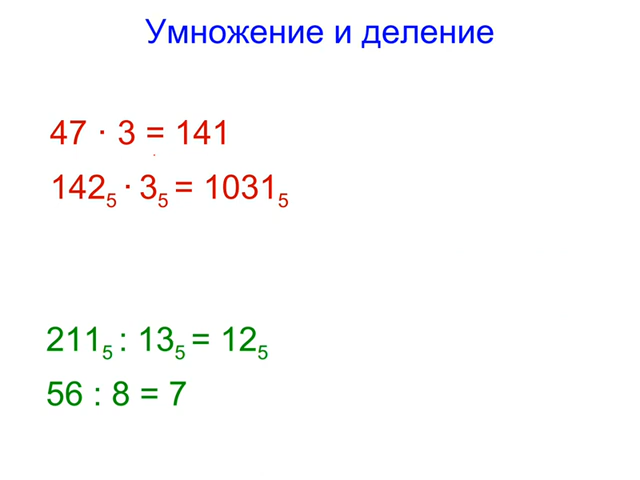 Умножение и деление
47 · 3 = 141
142₅ · 3₅ = 1031₅
211₅ : 13₅ = 12₅
56 : 8 = 7